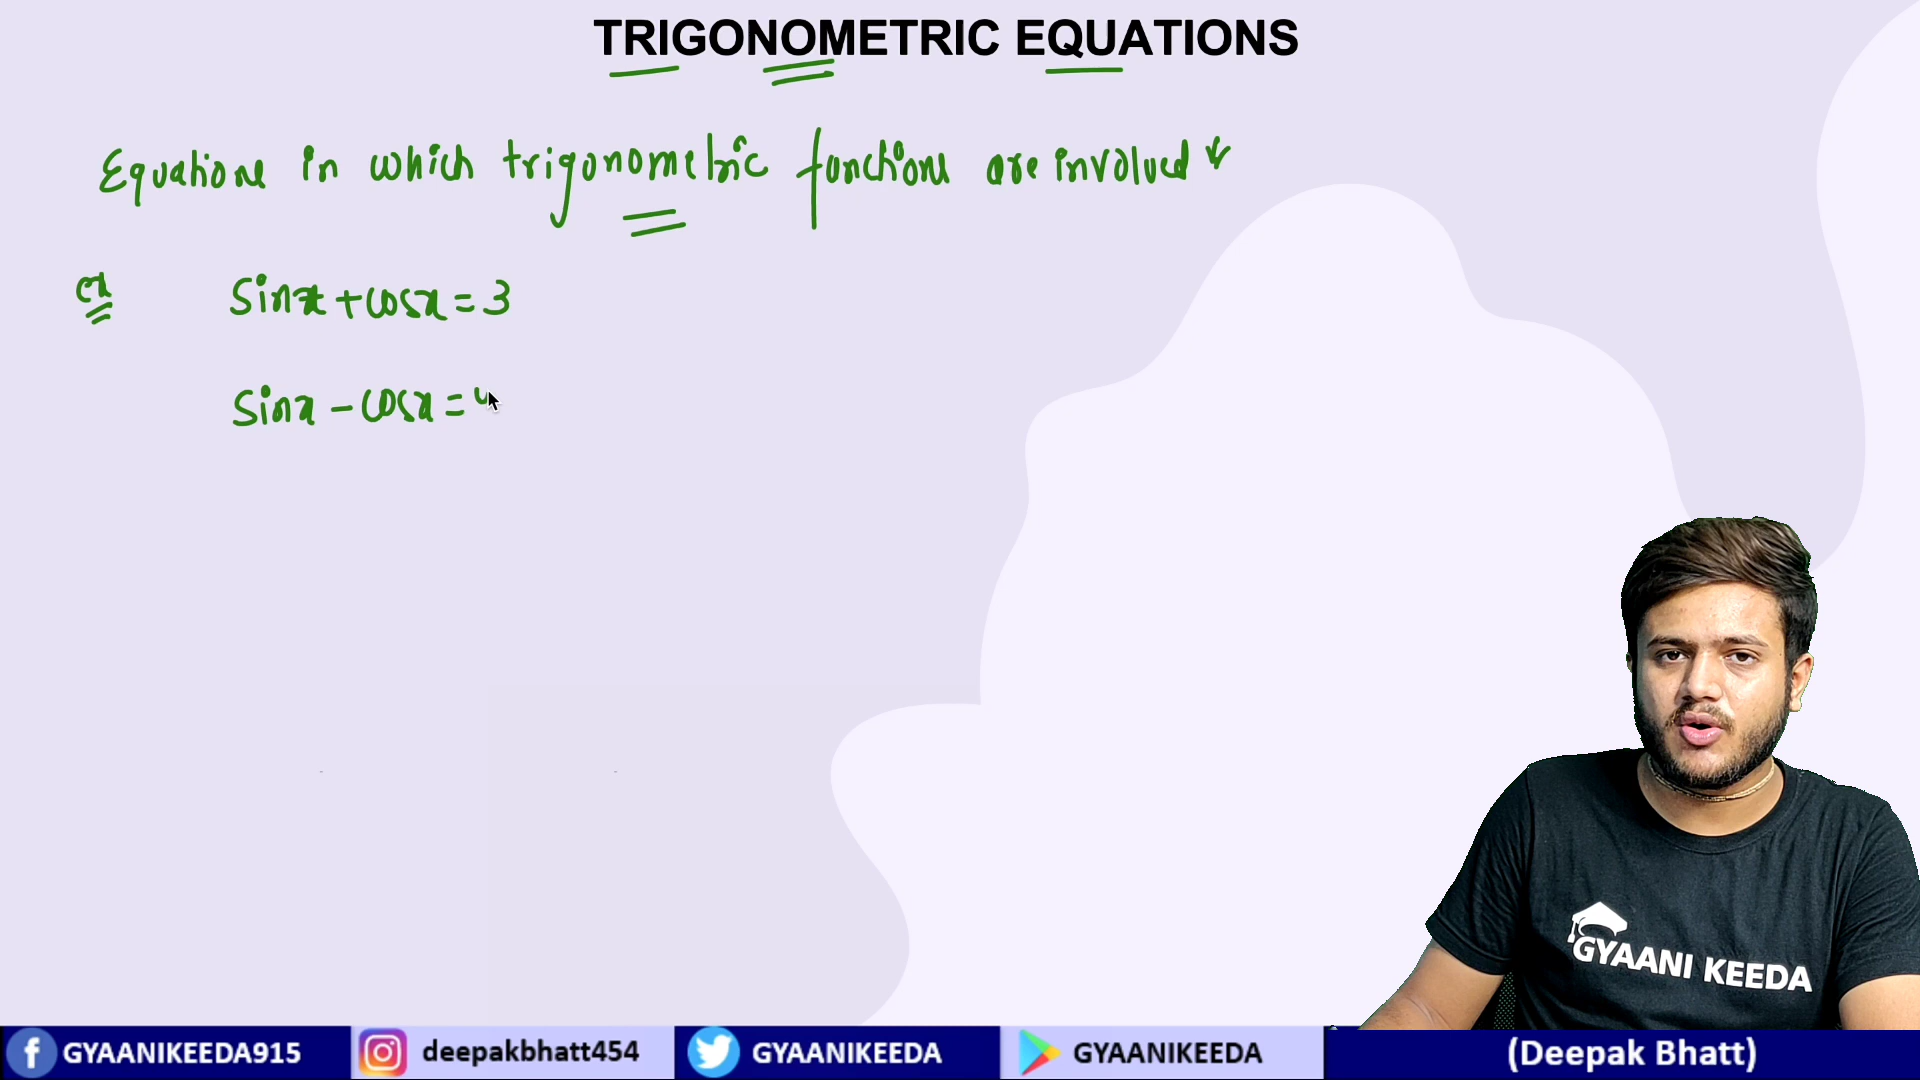 TRIGONOMETRIC EQUATIONS
Equations in which trigonometric functions are involved
ex
Sinx + cosx = 3
Sinx - cosx =
GYAANI KEEDA
GYAANIKEEDA915
deepakbhatt454
GYAANIKEEDA
GYAANIKEEDA
(Deepak Bhatt)